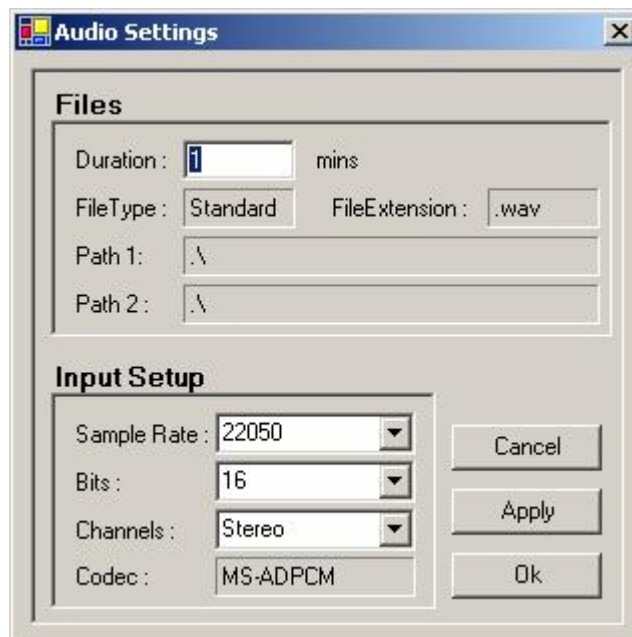 Audio Settings
Files
Duration : 1 mins
FileType : Standard FileExtension : .wav
Path 1: .\
Path 2 : .\
Input Setup
Sample Rate : 22050
Bits : 16
Channels : Stereo
Codec : MS-ADPCM
Cancel
Apply
Ok